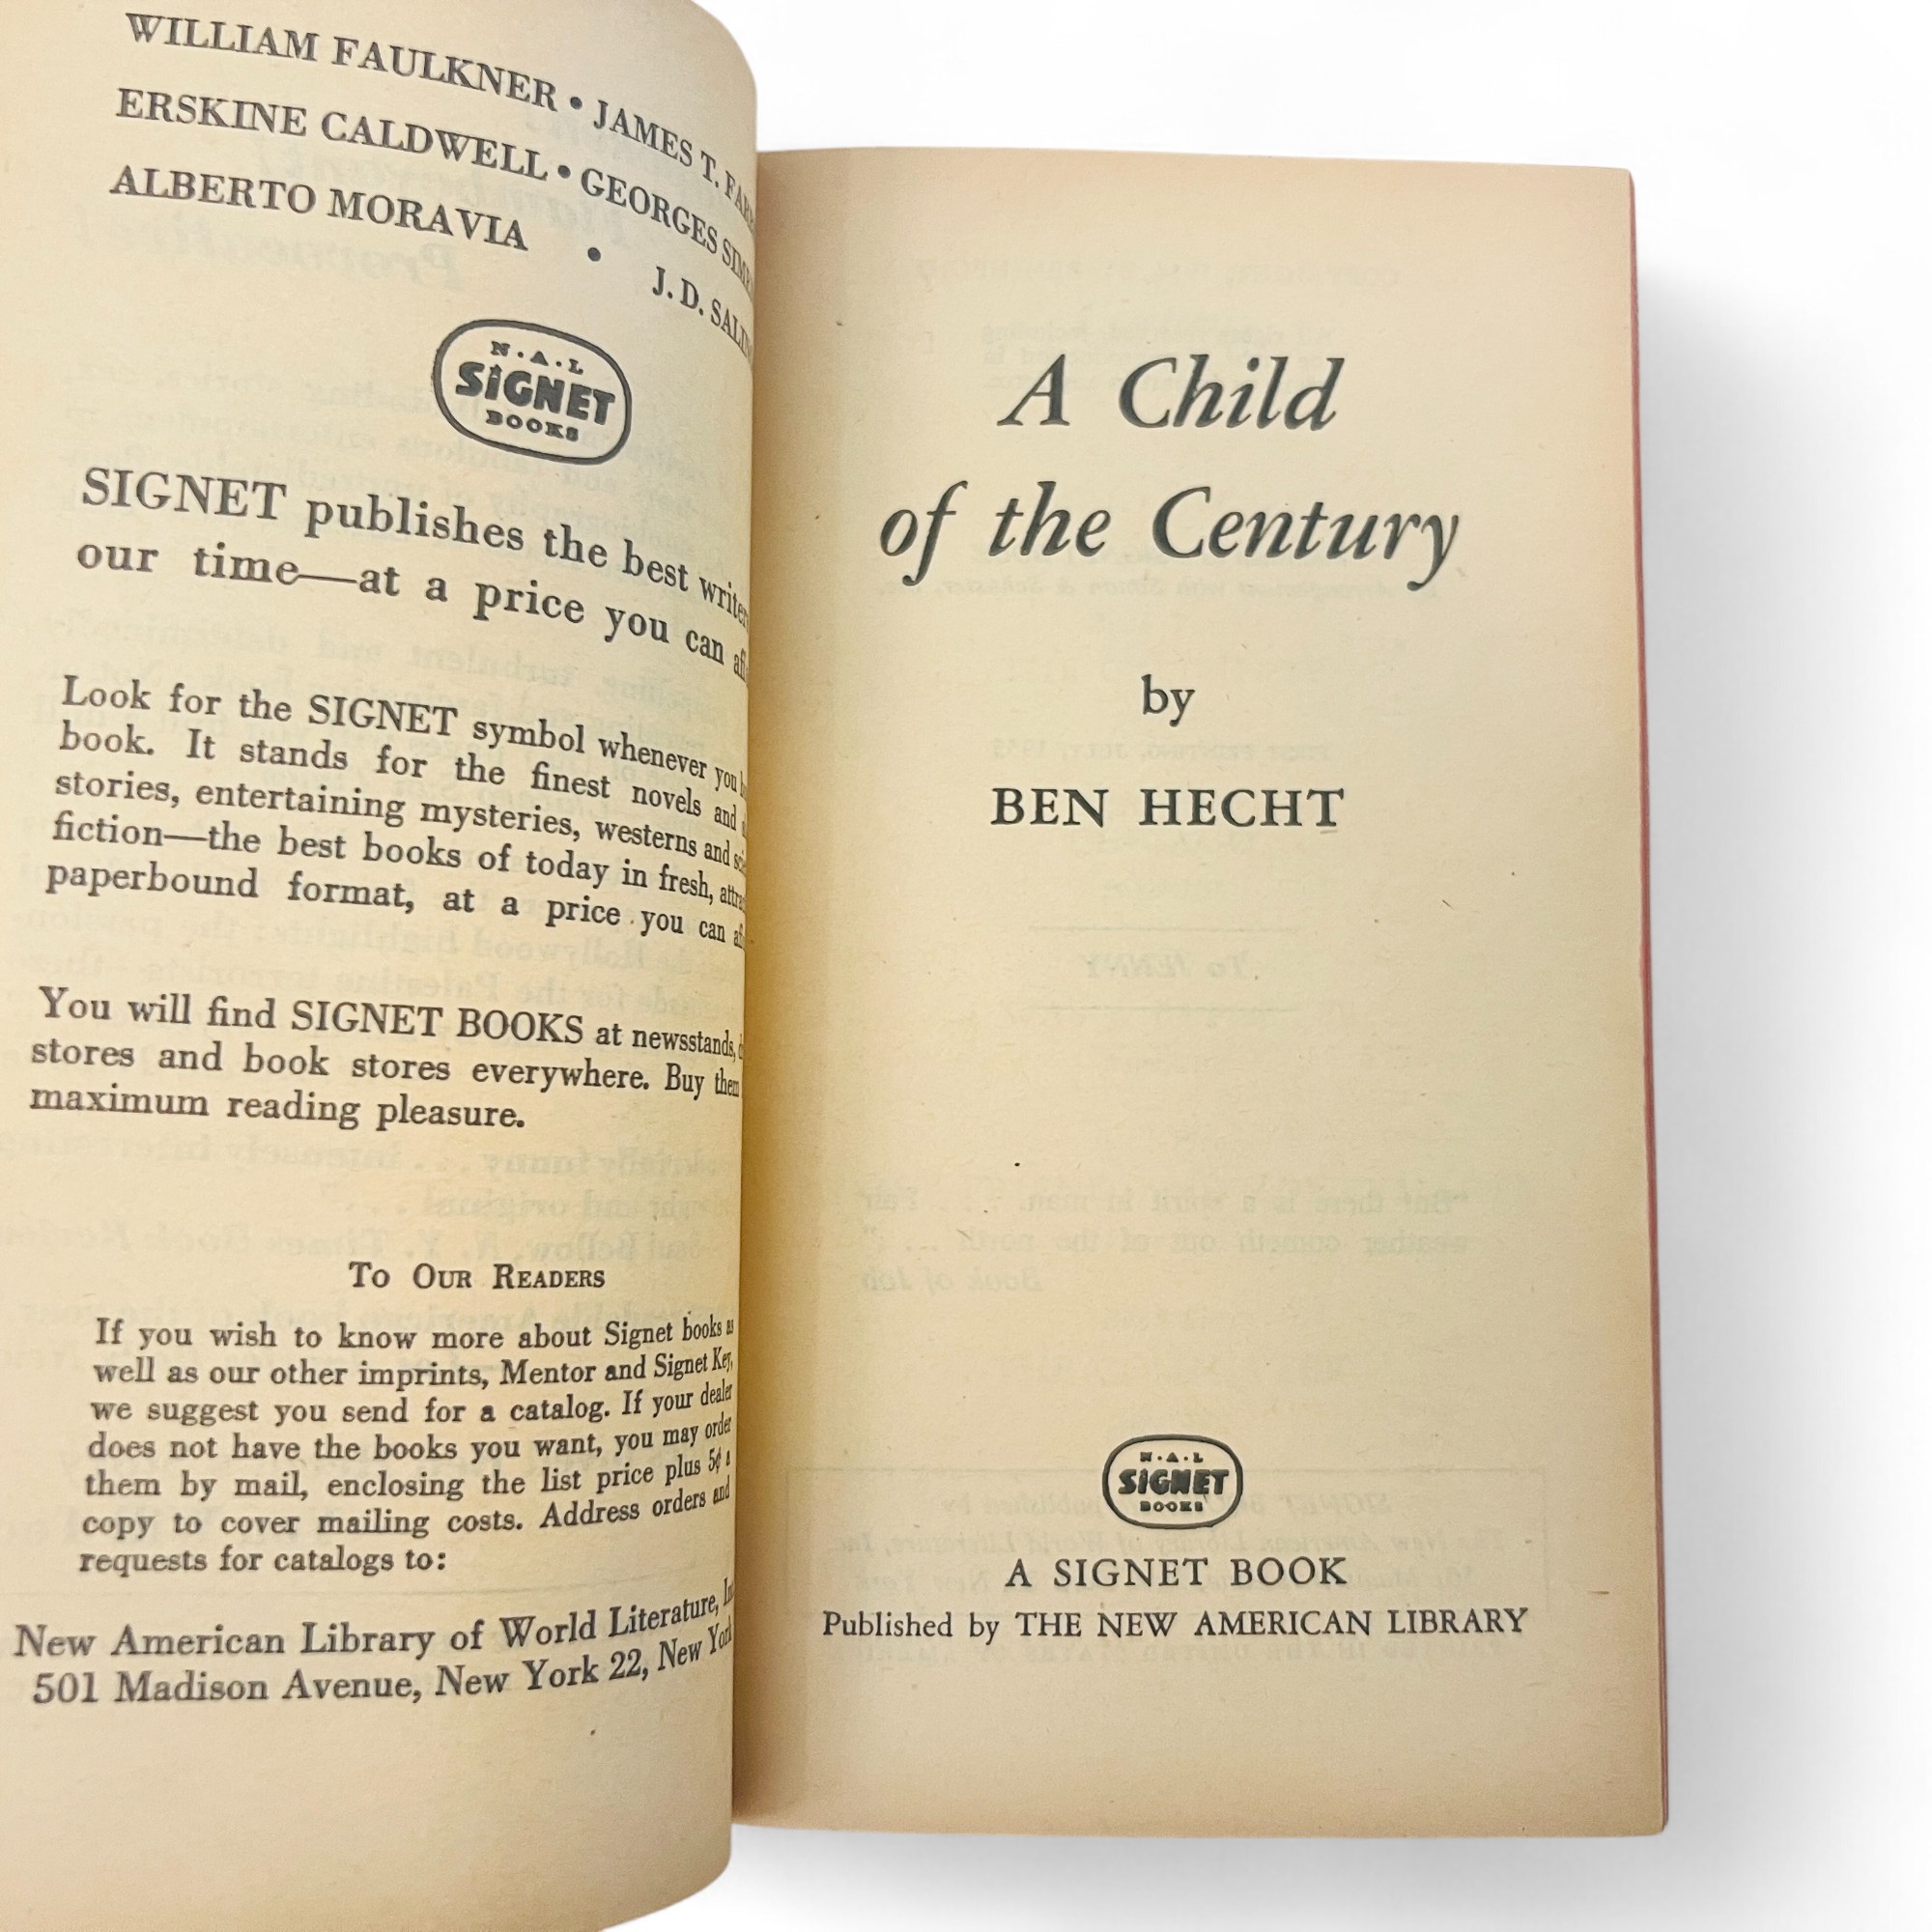 WILLIAM FAULKNER • JAMES T.
ERSKINE CALDWELL • GEORGES
ALBERTO MORAVIA • J. D.
N·A·L
SIGNET
BOOKS
SIGNET publishes the best
our time—at a price you can
Look for the SIGNET symbol whenever you
book. It stands for the finest novels and
stories, entertaining mysteries, westerns and
fiction—the best books of today in fresh,
paperbound format, at a price you can
You will find SIGNET BOOKS at newsstands,
stores and book stores everywhere. Buy them
maximum reading pleasure.
TO OUR READERS
If you wish to know more about Signet books as
well as our other imprints, Mentor and Signet Key,
we suggest you send for a catalog. If your dealer
does not have the books you want, you may order
them by mail, enclosing the list price plus 5¢ a
copy to cover mailing costs. Address orders and
requests for catalogs to:
New American Library of World Literature,
501 Madison Avenue, New York 22, New York
A Child
of the Century
by
BEN HECHT
N·A·L
SIGNET
BOOKS
A SIGNET BOOK
Published by THE NEW AMERICAN LIBRARY